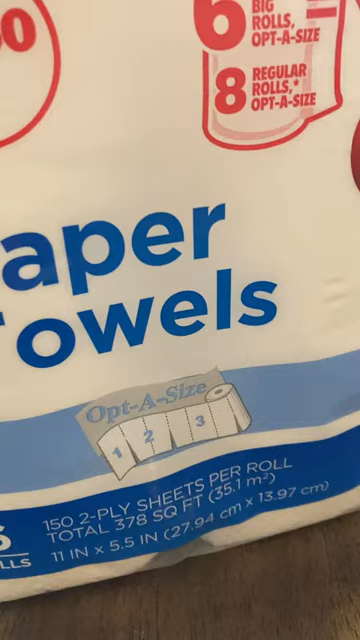 6 BIG
ROLLS,
OPT-A-SIZE
8 REGULAR
ROLLS,*
OPT-A-SIZE
aper
Towels
Opt-A-Size
1 2 3
150 2-PLY SHEETS PER ROLL
TOTAL 378 SQ FT (35.1 m²)
11 IN x 5.5 IN (27.94 cm x 13.97 cm)
S
LLS